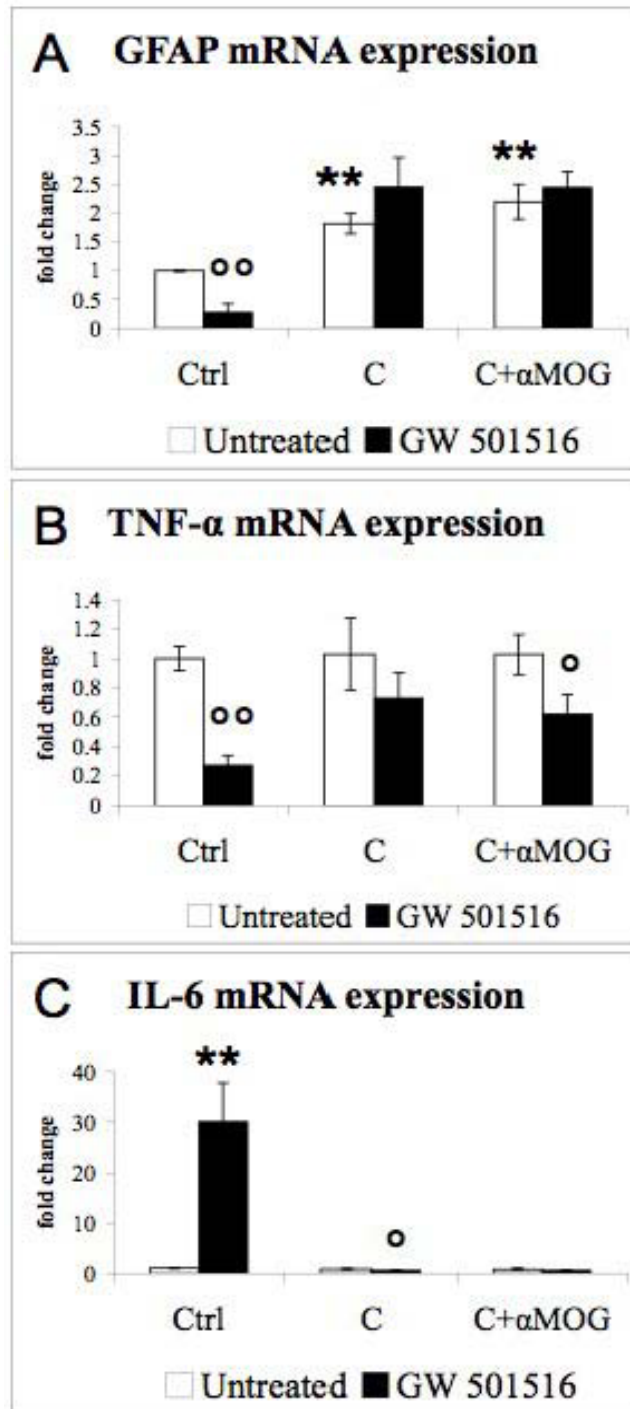 A GFAP mRNA expression
fold change
3.5
3
2.5
2
1.5
1
0.5
0
**
**
°°
Ctrl C C+αMOG
Untreated GW 501516
B TNF-α mRNA expression
fold change
1.4
1.2
1
0.8
0.6
0.4
0.2
0
°°
°
Ctrl C C+αMOG
Untreated GW 501516
C IL-6 mRNA expression
fold change
40
30
20
10
0
**
°
Ctrl C C+αMOG
Untreated GW 501516